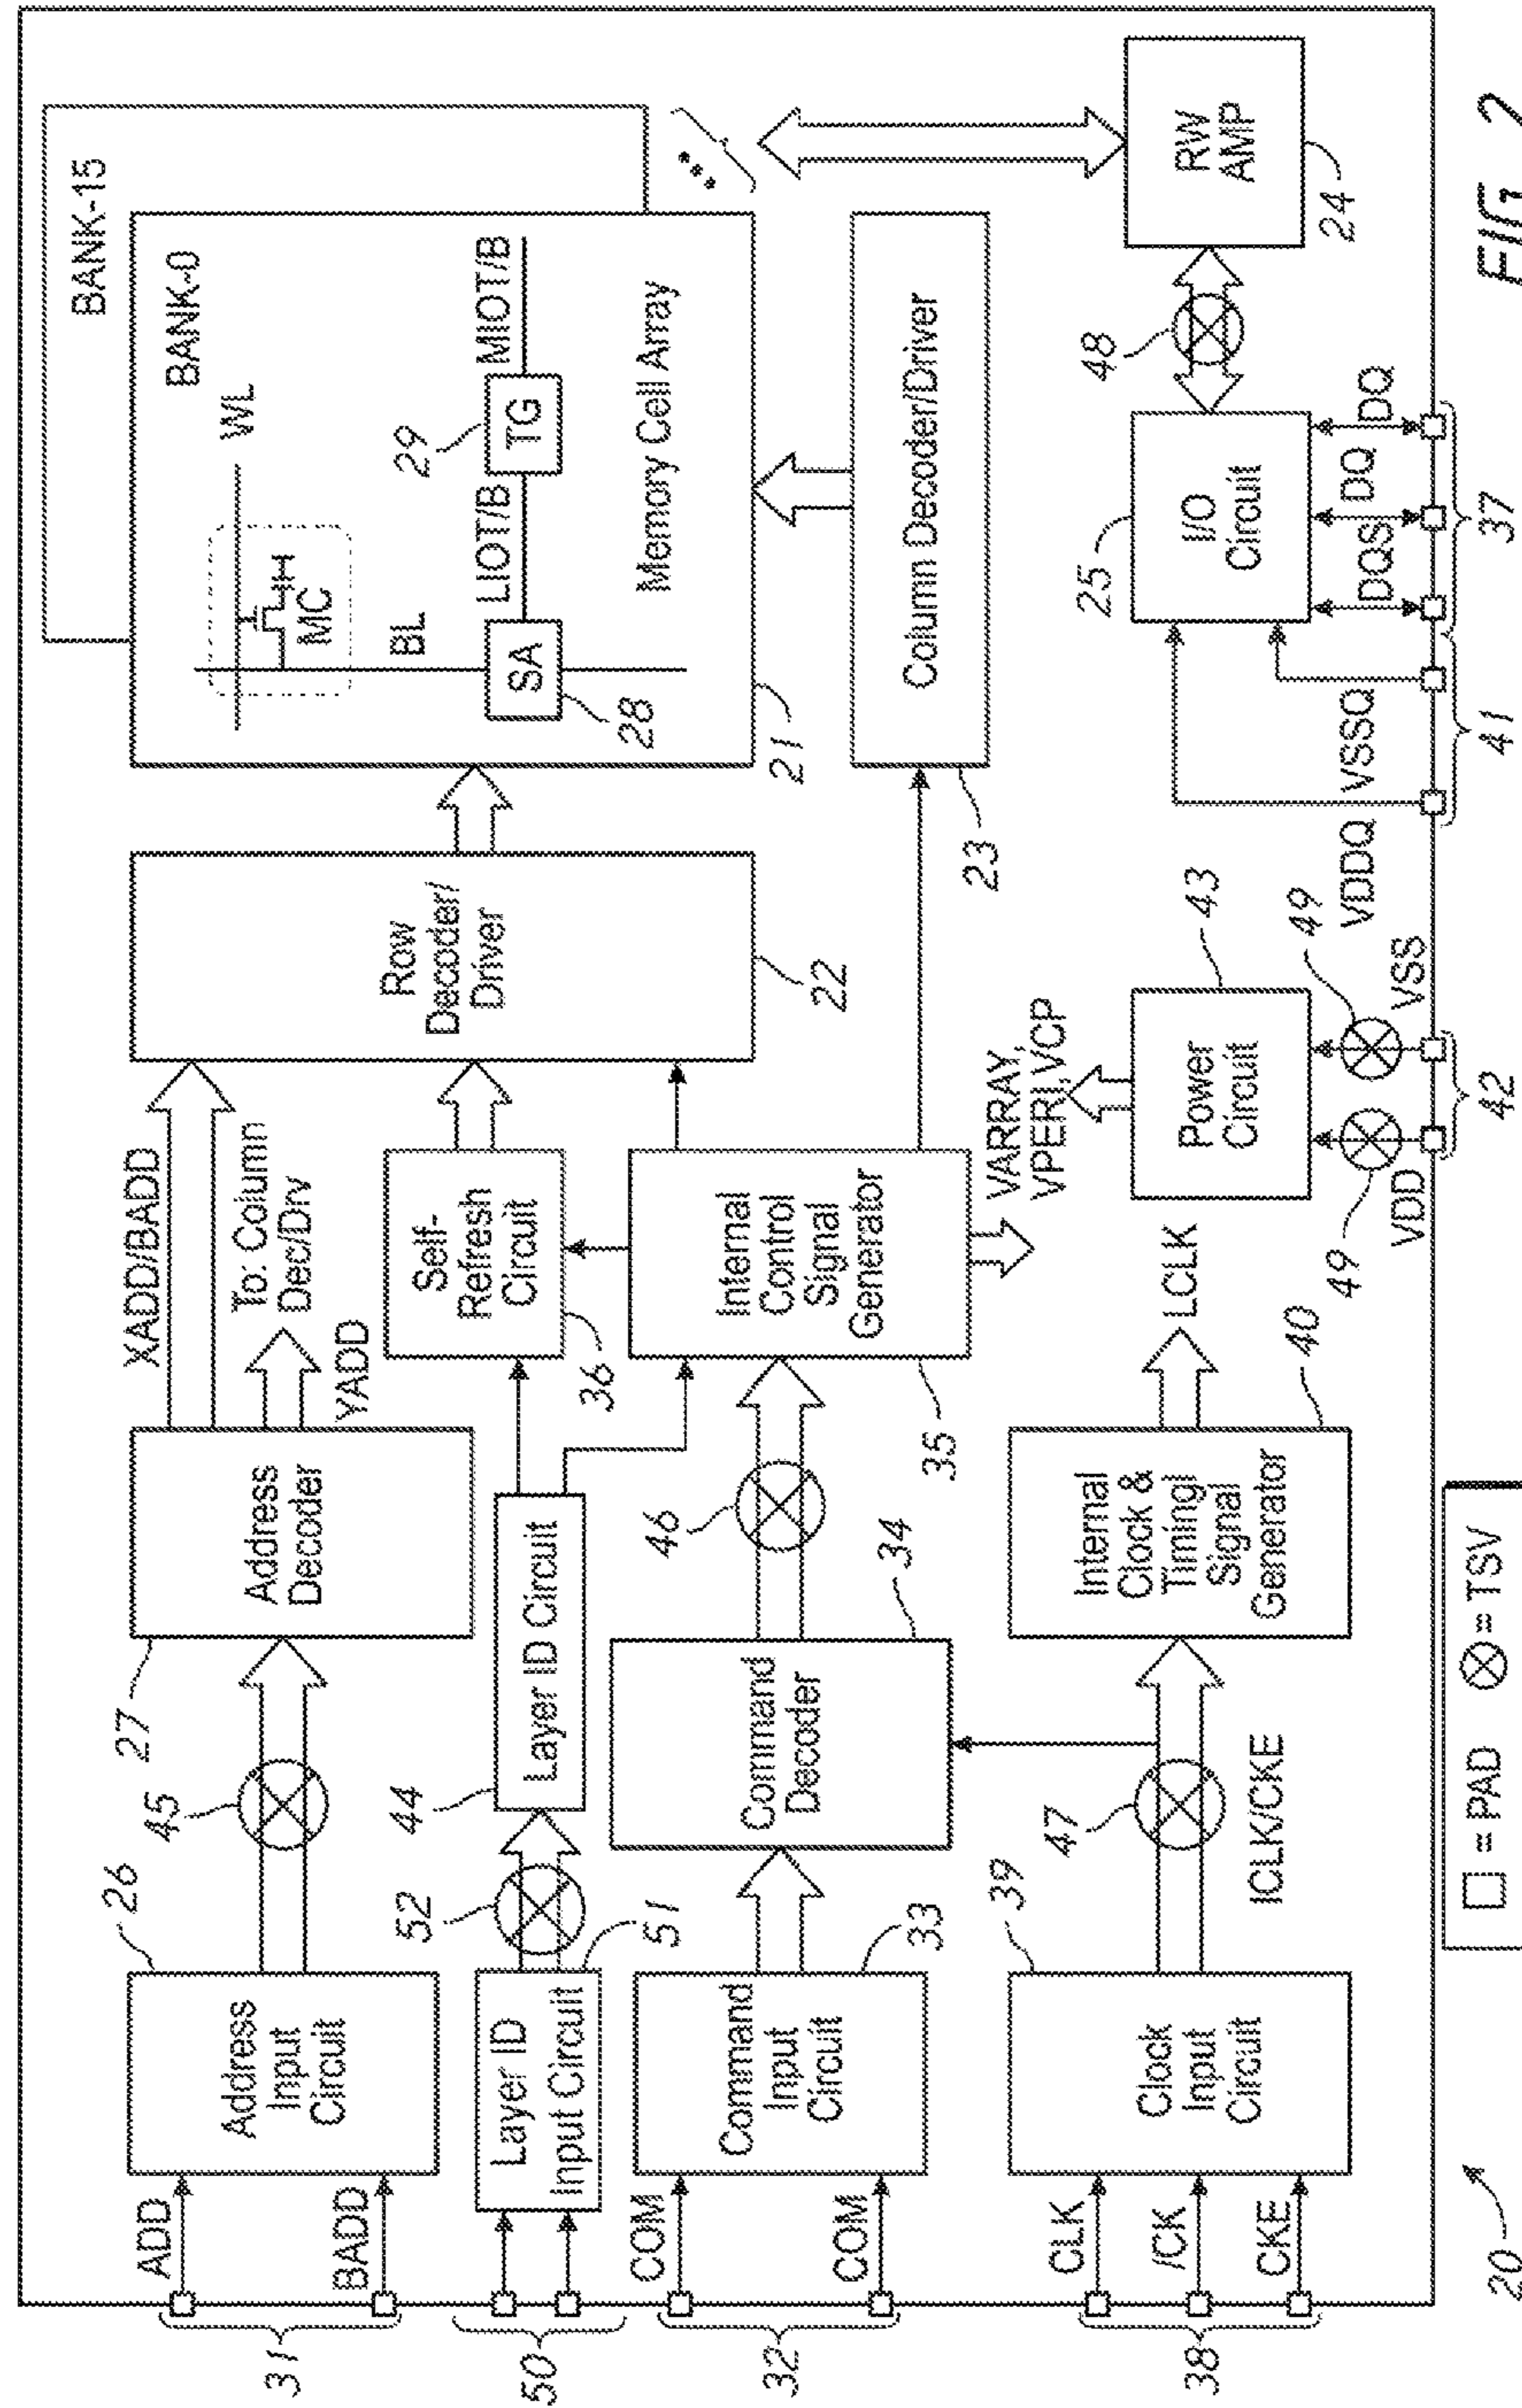 BANK-15
BANK-0
WL
MC
BL
SA
28
LIOT/B
29
TG
MIOT/B
Memory Cell Array
21
Row
Decoder/
Driver
22
Column Decoder/Driver
23
RW
AMP
24
XADD/BADD
To: Column
Dec/Drv
YADD
Address
Decoder
27
45
Address
Input
Circuit
26
ADD
BADD
31
Self-
Refresh
Circuit
36
Layer ID Circuit
44
52
Layer ID
Input Circuit
51
50
Internal
Control
Signal
Generator
35
46
Command
Decoder
34
Command
Input
Circuit
33
COM
COM
32
VARRAY,
VPERI,VCP
Power
Circuit
43
49
49
VDD
VSS
42
LCLK
Internal
Clock &
Timing
Signal
Generator
40
47
ICLK/CKE
Clock
Input
Circuit
39
CLK
/CK
CKE
38
I/O
Circuit
25
48
DQS
DQ
DQ
37
VDDQ
VSSQ
41
20
□ = PAD ⊗ = TSV
FIG. 2